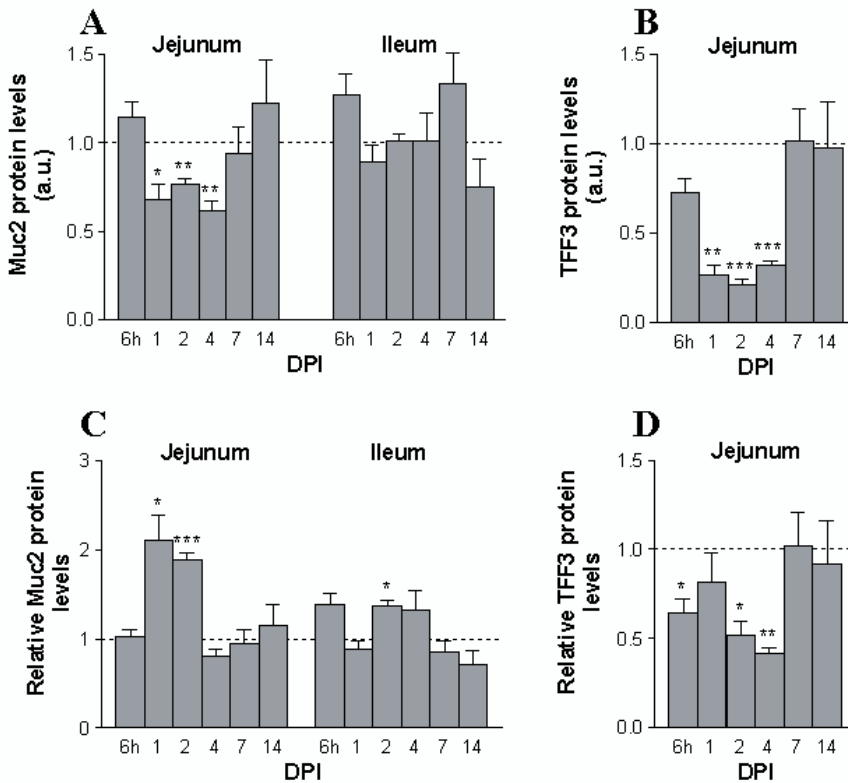 A
Jejunum
Ileum
Muc2 protein levels
(a.u.)
1.5
1.0
0.5
0.0
*
**
**
6h 1 2 4 7 14
6h 1 2 4 7 14
DPI
B
Jejunum
TFF3 protein levels
(a.u.)
1.5
1.0
0.5
0.0
**
***
***
6h 1 2 4 7 14
DPI
C
Jejunum
Ileum
Relative Muc2 protein
levels
3
2
1
0
*
***
*
6h 1 2 4 7 14
6h 1 2 4 7 14
DPI
D
Jejunum
Relative TFF3 protein
levels
1.5
1.0
0.5
0.0
*
*
**
6h 1 2 4 7 14
DPI